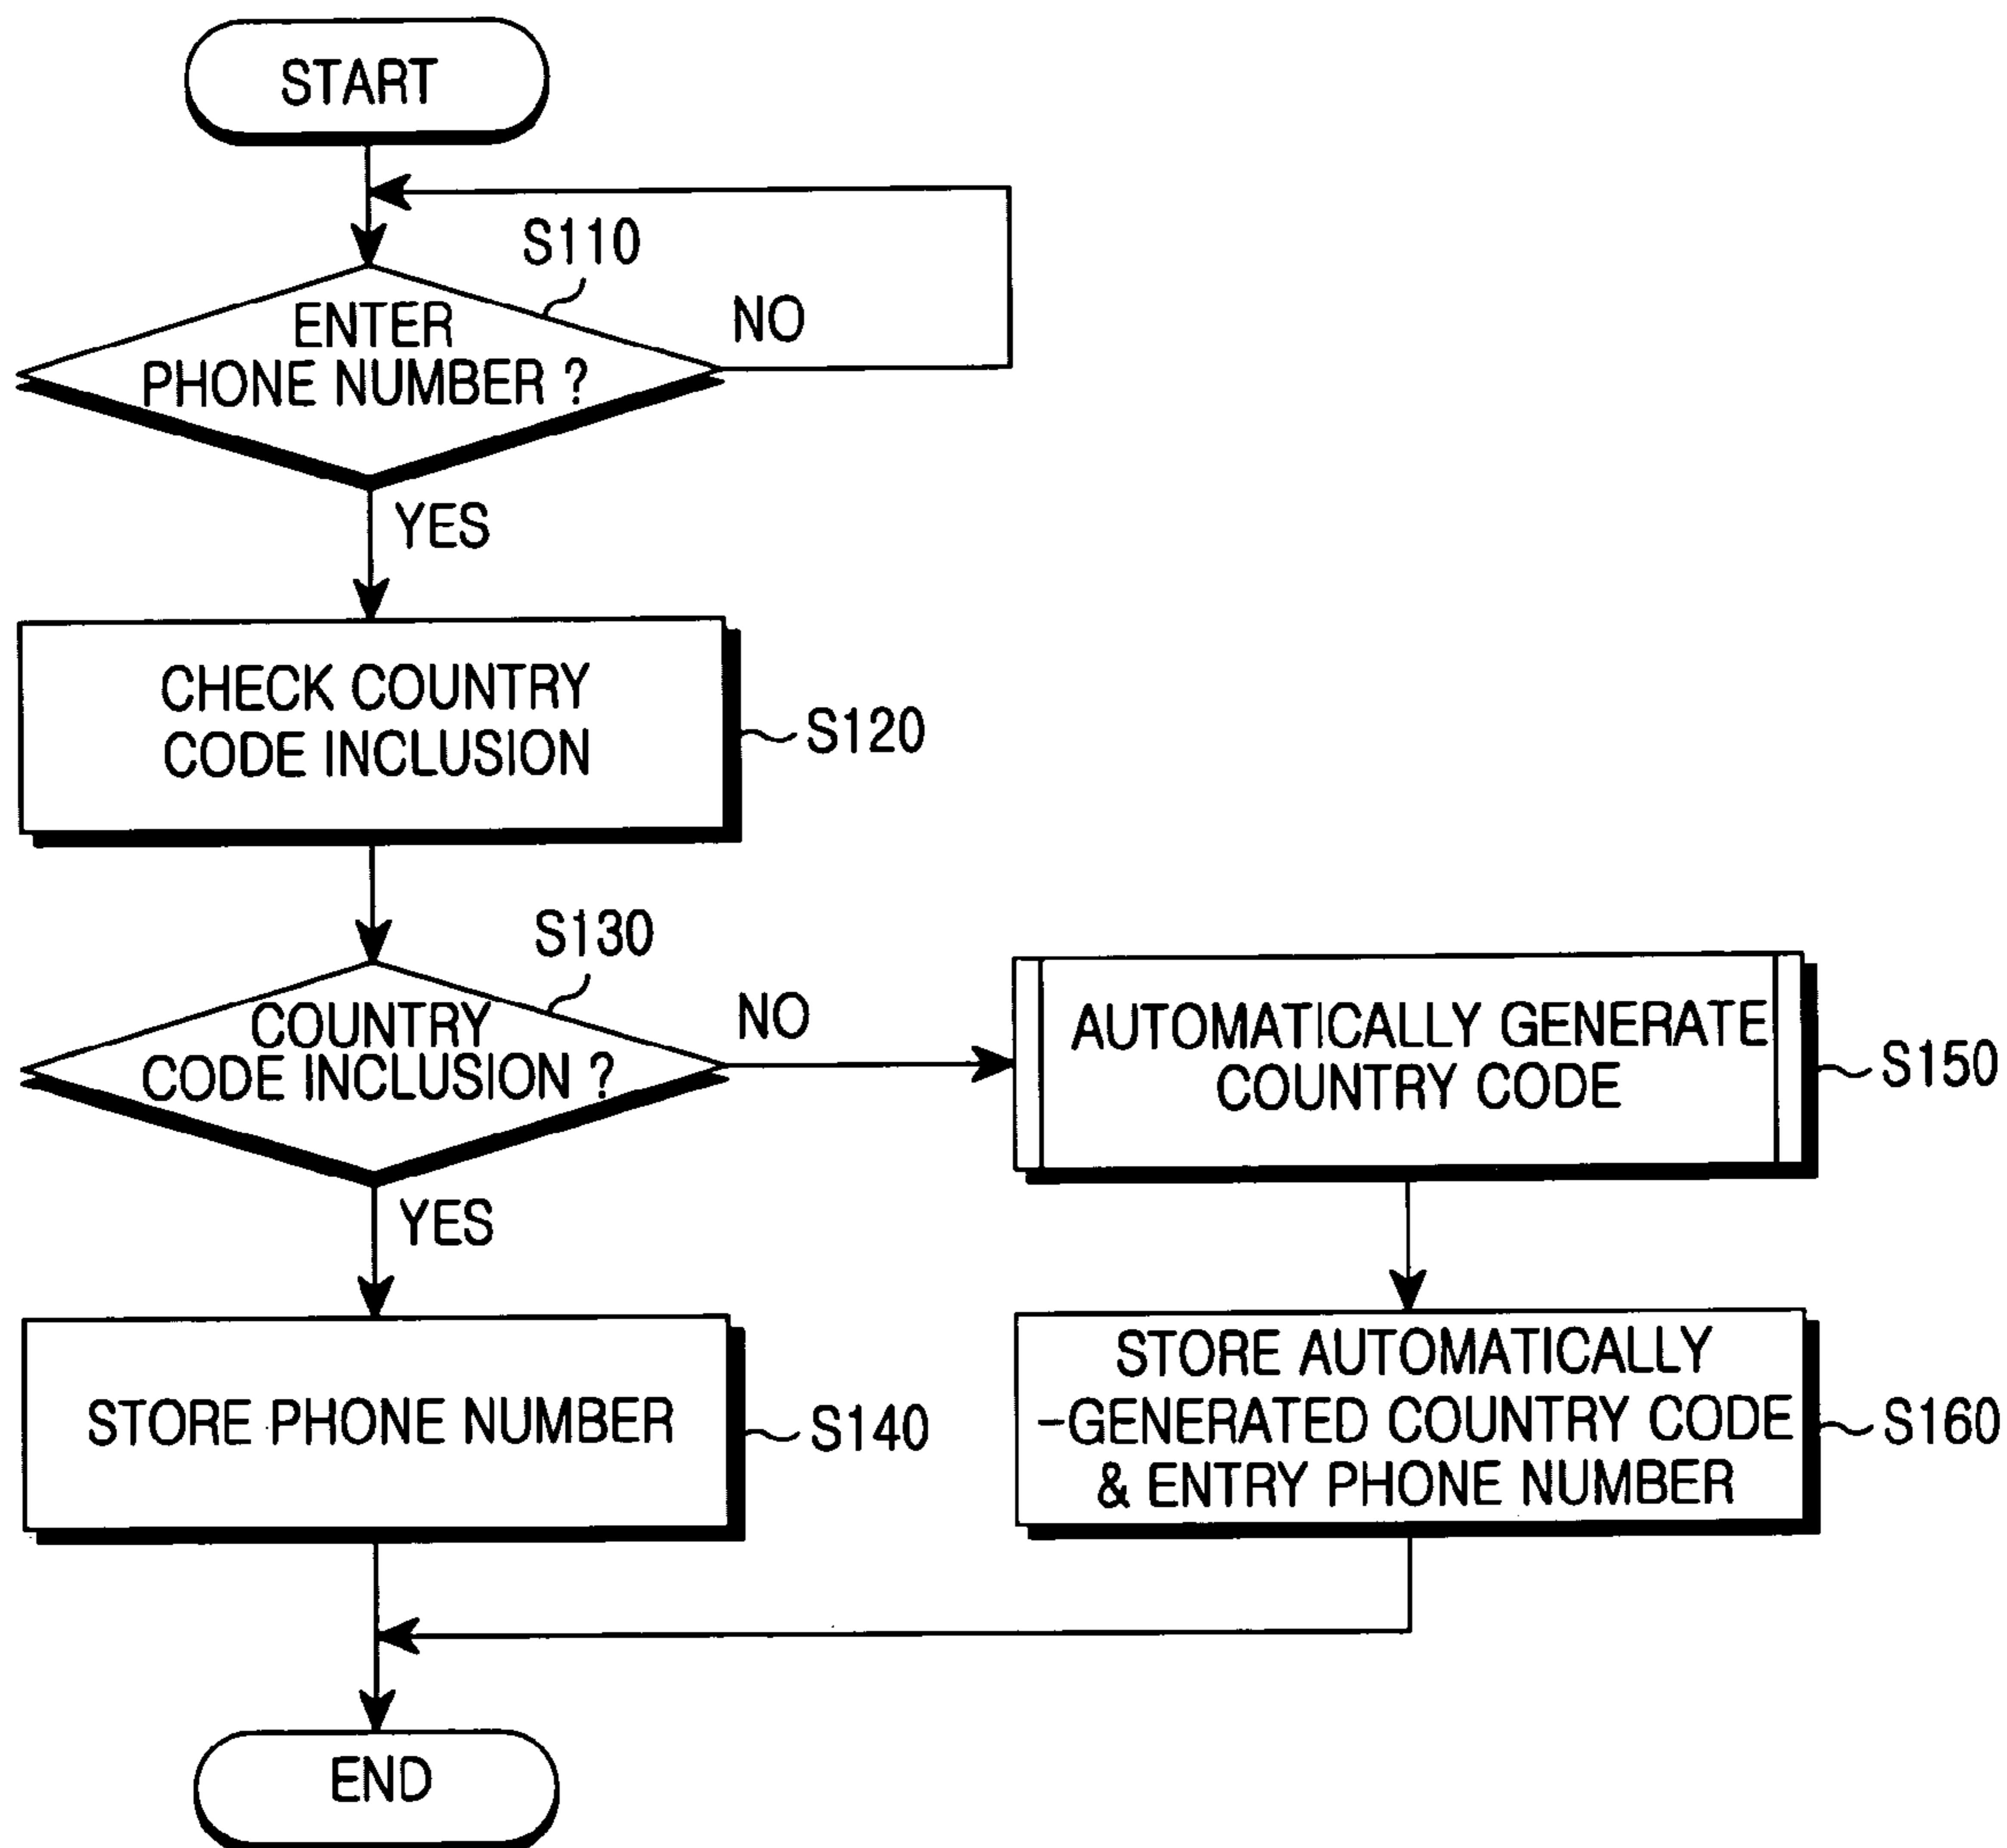 START
S110
ENTER
PHONE NUMBER ?
NO
YES
CHECK COUNTRY
CODE INCLUSION
S120
S130
COUNTRY
CODE INCLUSION ?
NO
AUTOMATICALLY GENERATE
COUNTRY CODE
S150
YES
STORE PHONE NUMBER
S140
STORE AUTOMATICALLY
-GENERATED COUNTRY CODE
& ENTRY PHONE NUMBER
S160
END